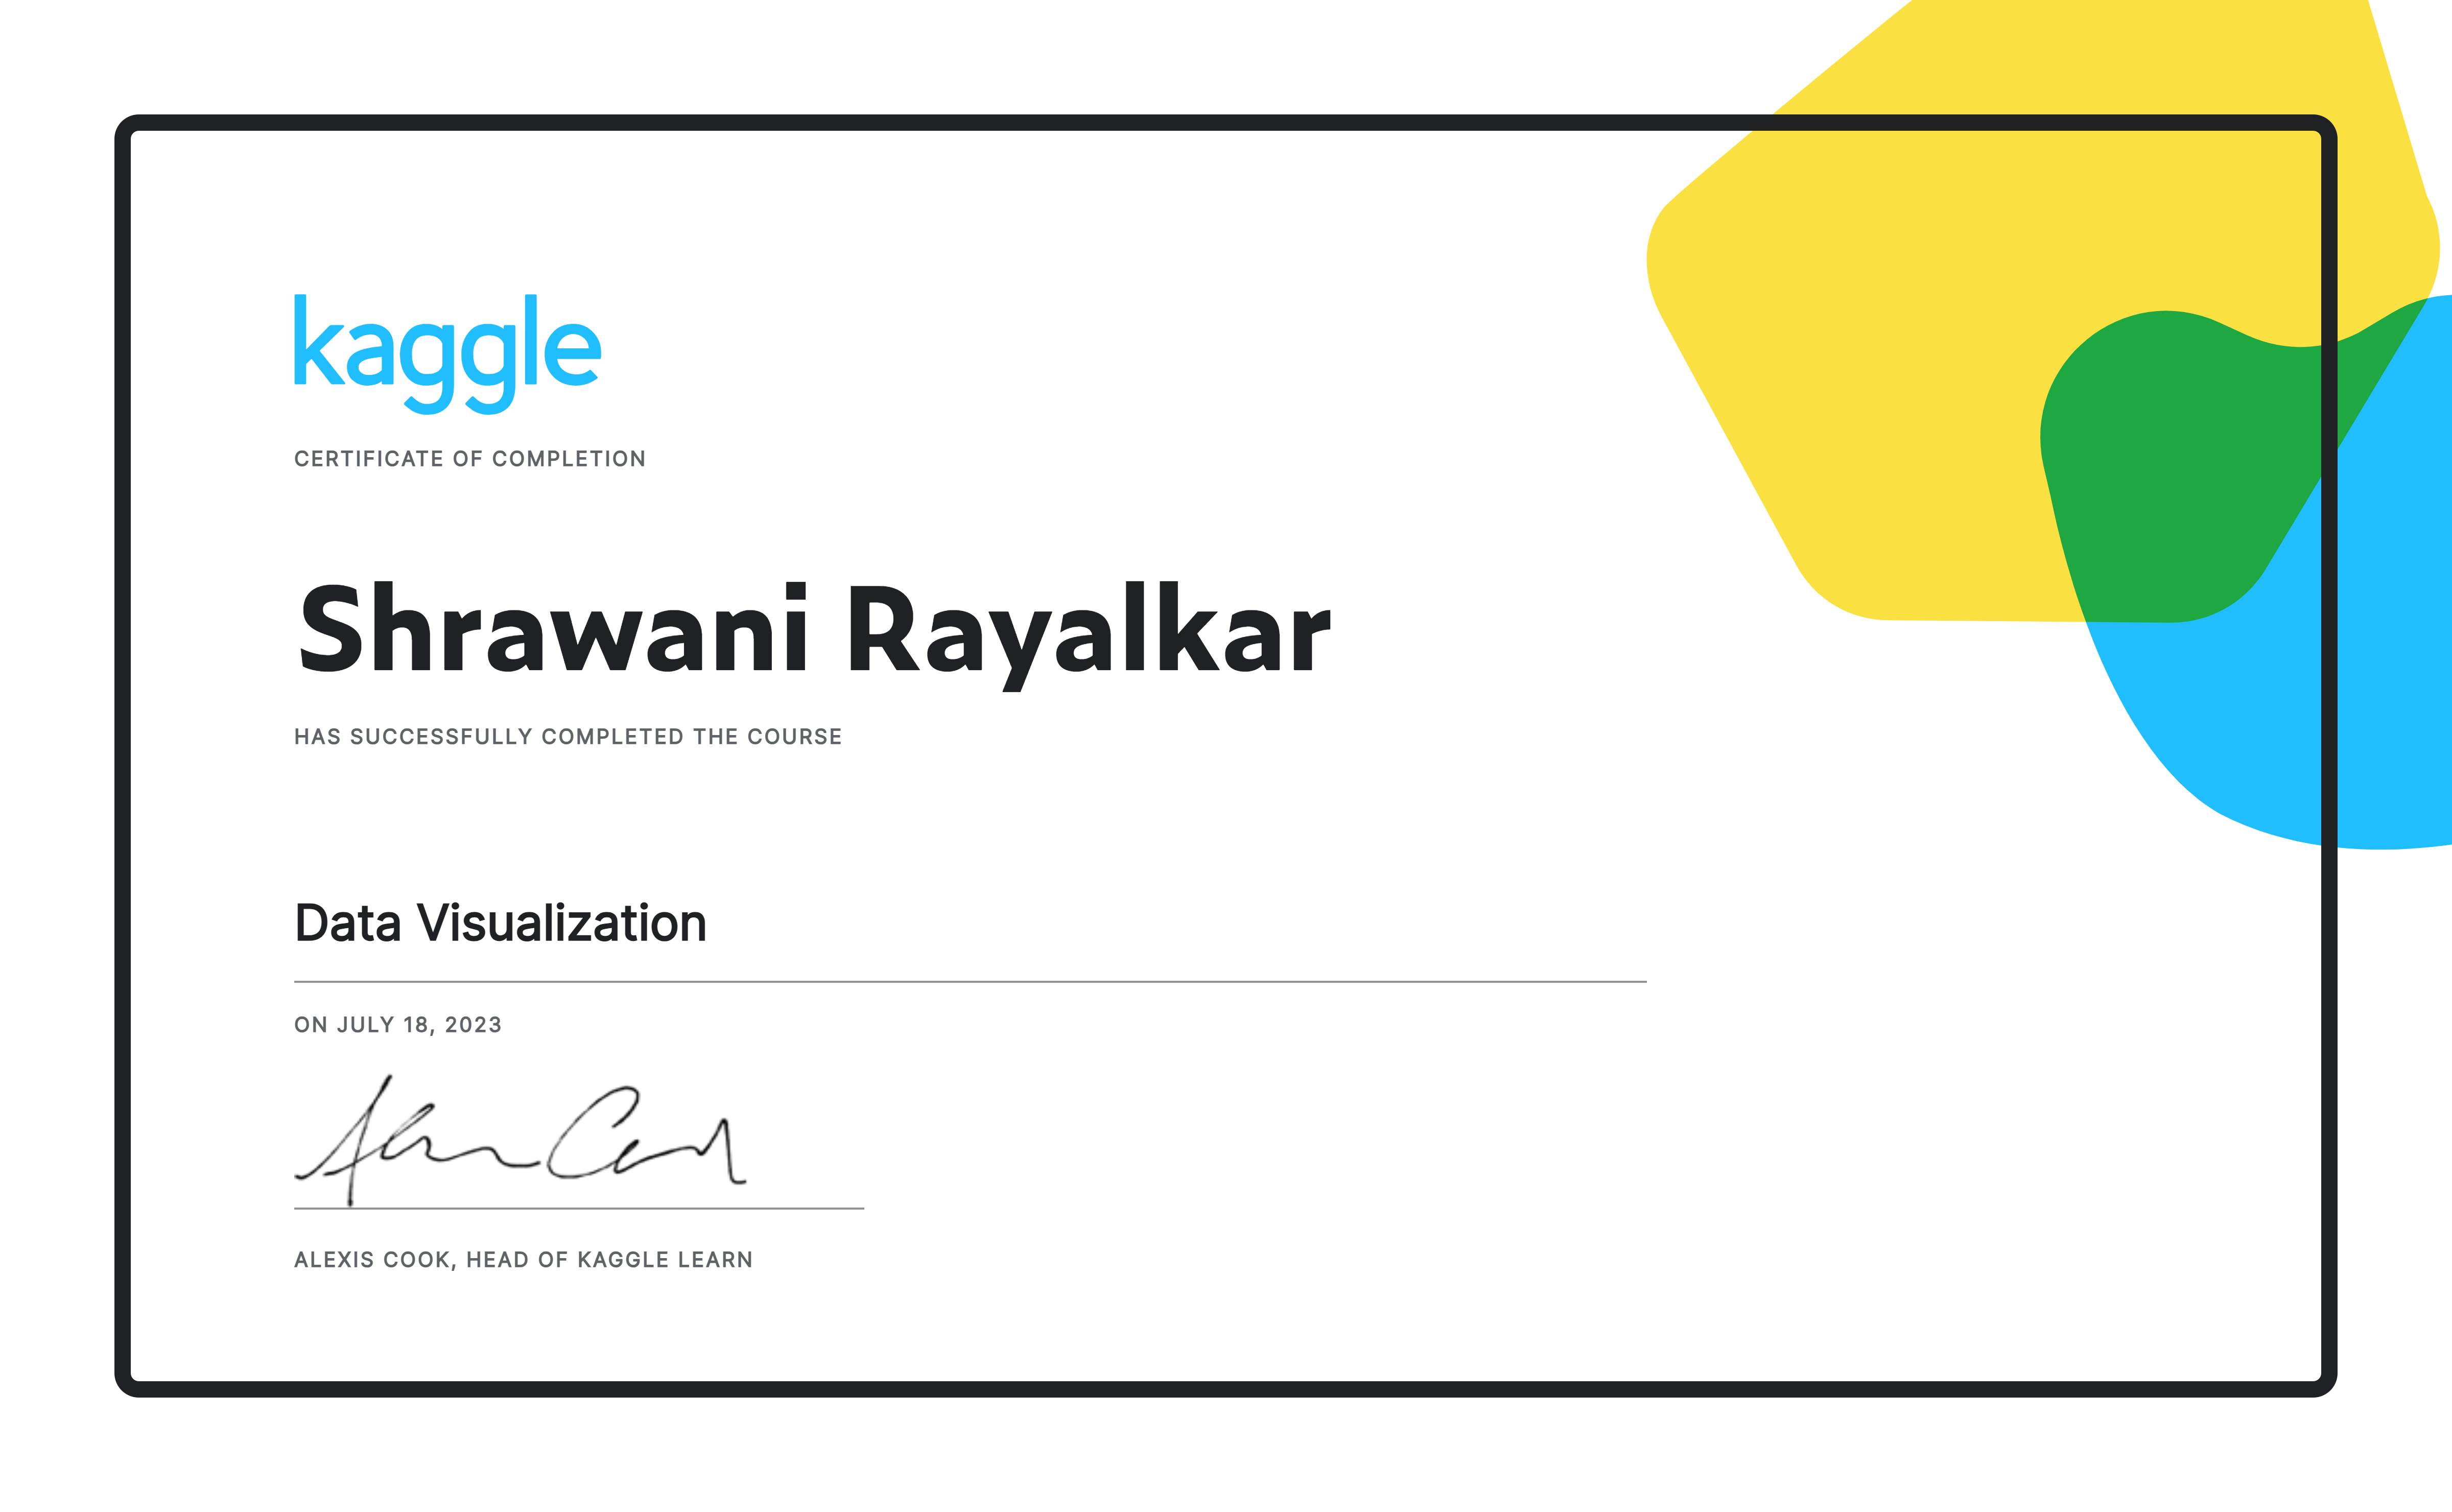 kaggle
CERTIFICATE OF COMPLETION
Shrawani Rayalkar
HAS SUCCESSFULLY COMPLETED THE COURSE
Data Visualization
ON JULY 18, 2023
ALEXIS COOK, HEAD OF KAGGLE LEARN